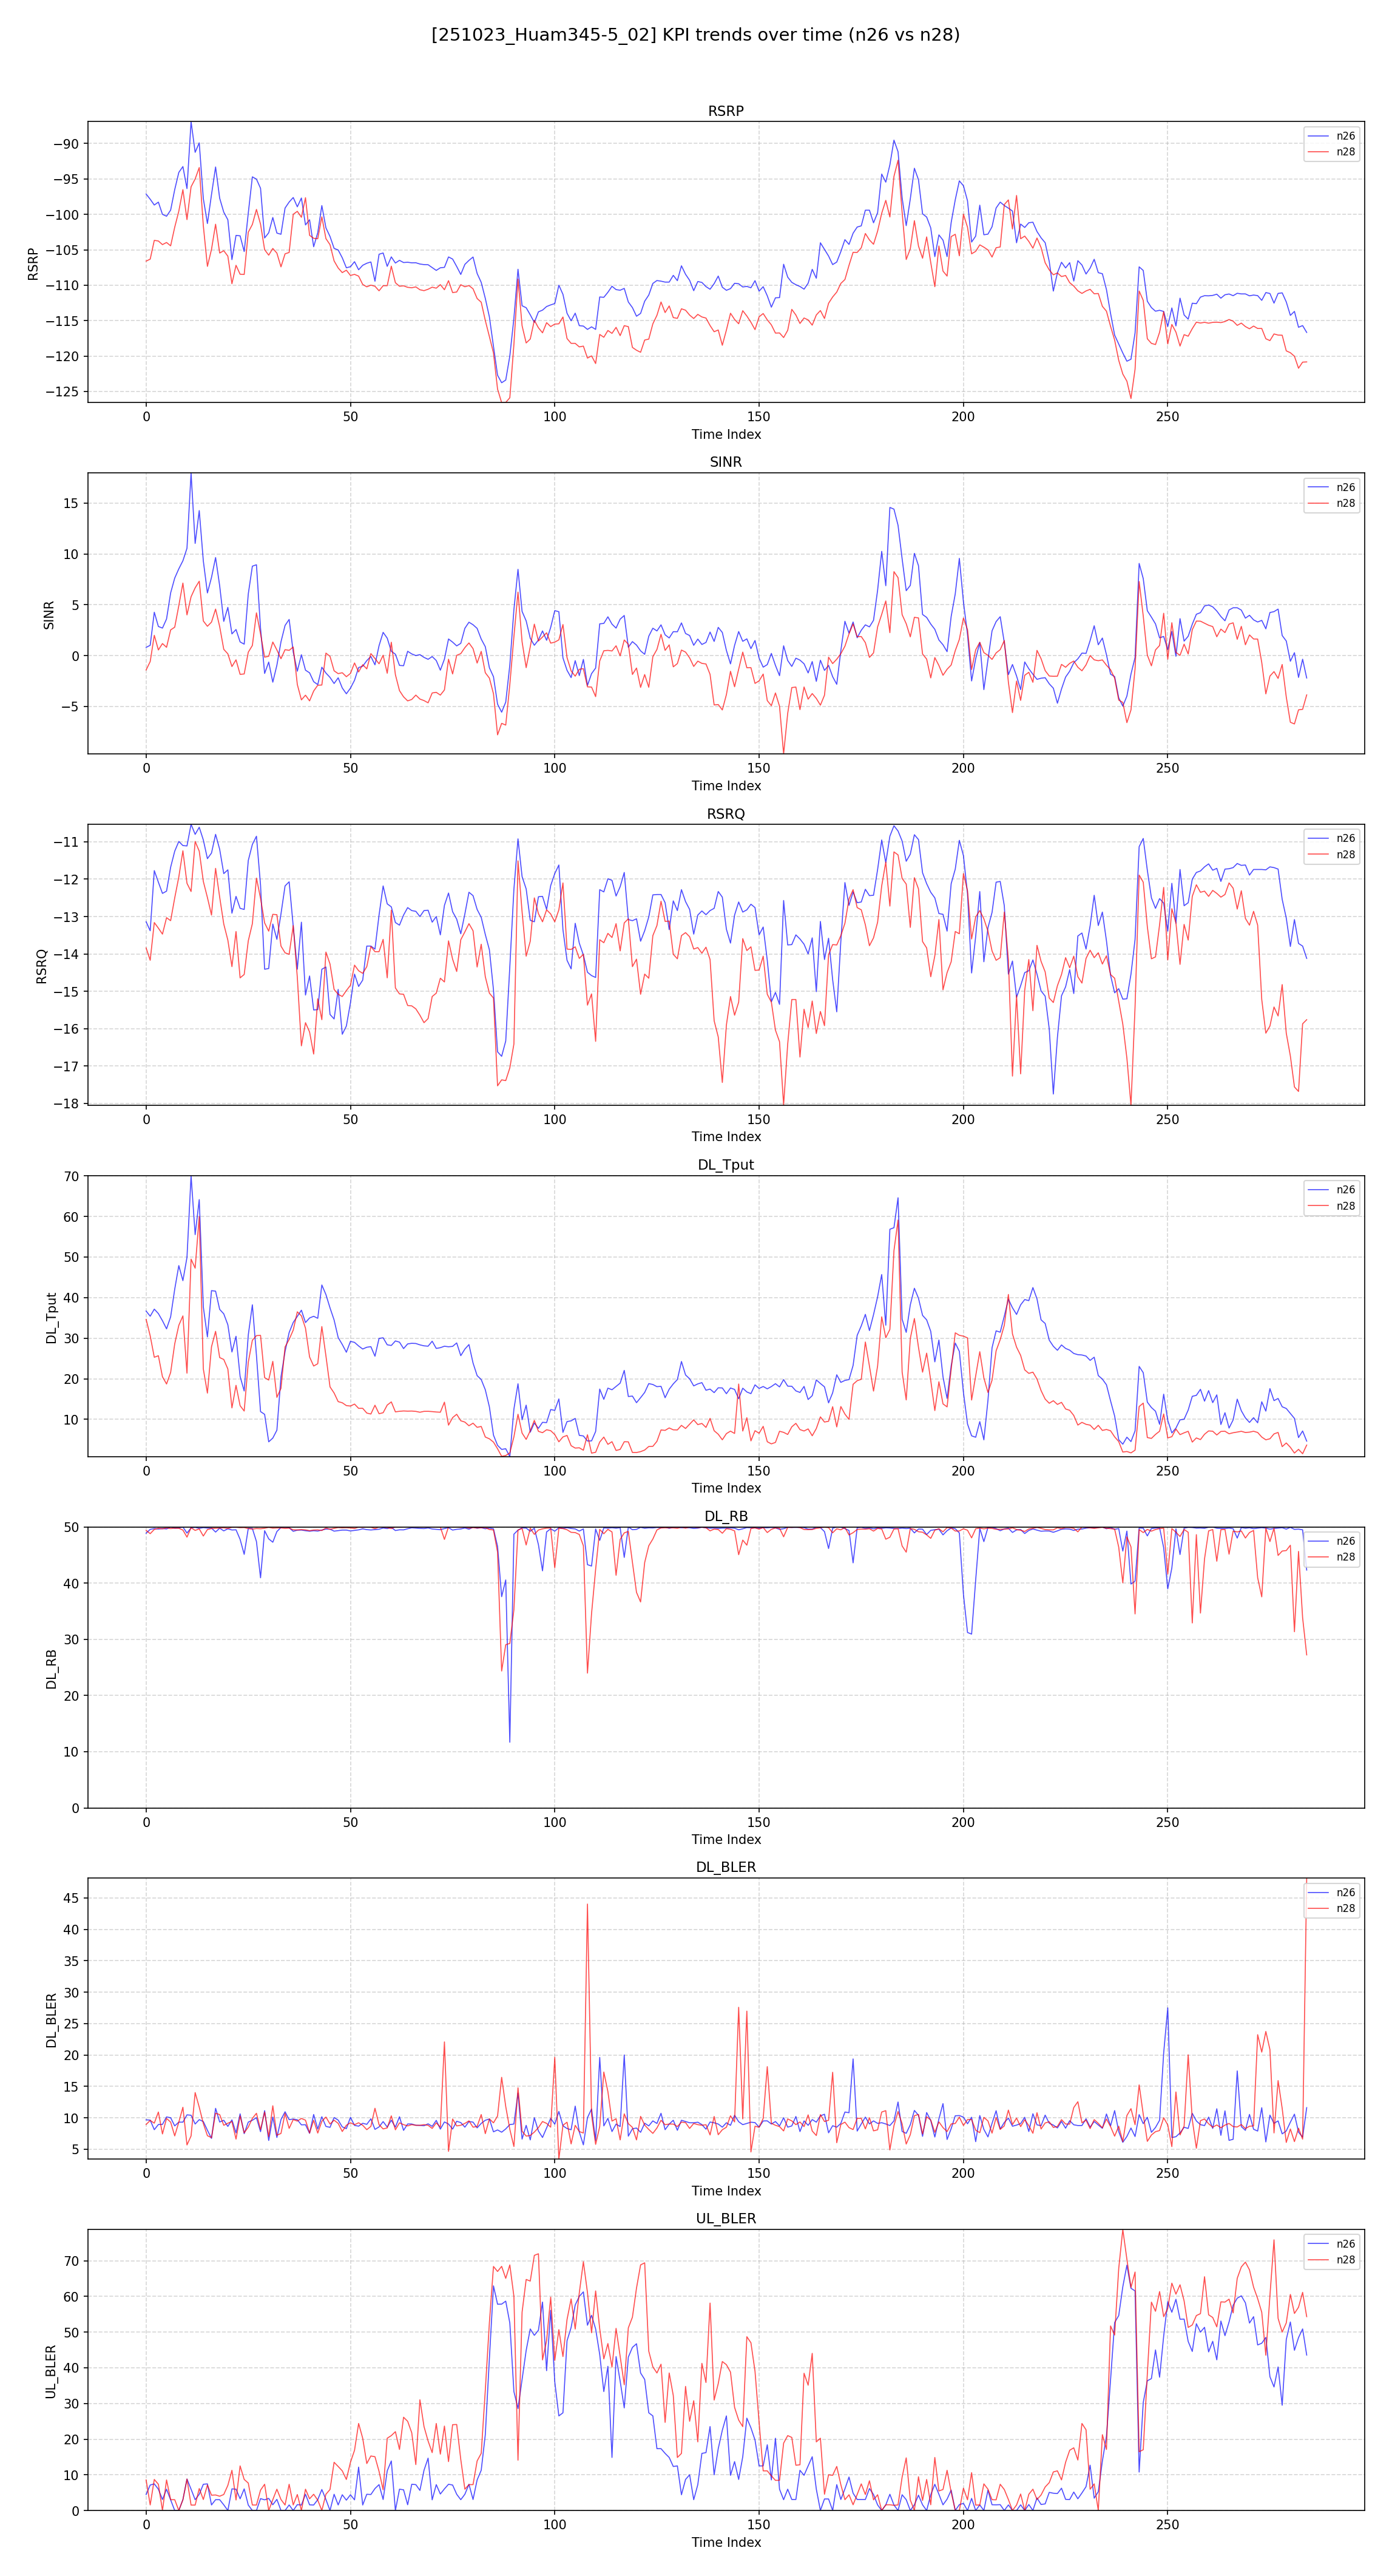 [251023_Huam345-5_02] KPI trends over time (n26 vs n28)
RSRP
n26
n28
RSRP
−90
−95
−100
−105
−110
−115
−120
−125
0 50 100 150 200 250
Time Index
SINR
n26
n28
SINR
15
10
5
0
−5
0 50 100 150 200 250
Time Index
RSRQ
n26
n28
RSRQ
−11
−12
−13
−14
−15
−16
−17
−18
0 50 100 150 200 250
Time Index
DL_Tput
n26
n28
DL_Tput
70
60
50
40
30
20
10
0 50 100 150 200 250
Time Index
DL_RB
n26
n28
DL_RB
50
40
30
20
10
0
0 50 100 150 200 250
Time Index
DL_BLER
n26
n28
DL_BLER
45
40
35
30
25
20
15
10
5
0 50 100 150 200 250
Time Index
UL_BLER
n26
n28
UL_BLER
70
60
50
40
30
20
10
0
0 50 100 150 200 250
Time Index